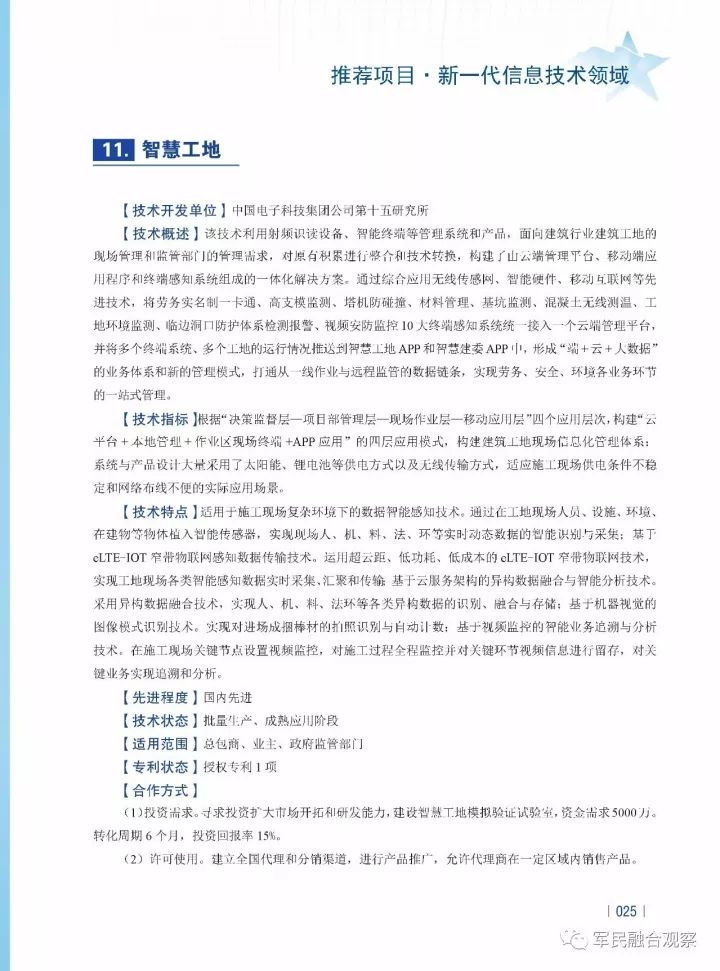 推荐项目·新一代信息技术领域
11. 智慧工地
【技术开发单位】中国电子科技集团公司第十五研究所
【技术概述】该技术利用射频识读设备、智能终端等管理系统和产品，面向建筑行业建筑工地的
现场管理和监管部门的管理需求，对原有积累进行整合和技术转换，构建了由云端管理平台、移动端应
用程序和终端感知系统组成的一体化解决方案。通过综合应用无线传感网、智能硬件、移动互联网等先
进技术，将劳务实名制一卡通、高支模监测、塔机防碰撞、材料管理、基坑监测、混凝土无线测温、工
地环境监测、临边洞口防护体系检测报警、视频安防监控 10 大终端感知系统统一接入一个云端管理平台，
并将多个终端系统、多个工地的运行情况推送到智慧工地 APP 和智慧建委 APP 中，形成“端+云+大数据”
的业务体系和新的管理模式，打通从一线作业与远程监管的数据链条，实现劳务、安全、环境各业务环节
的一站式管理。
【技术指标】根据“决策监督层—项目部管理层—现场作业层—移动应用层”四个应用层次，构建“云
平台 + 本地管理 + 作业区现场终端 +APP 应用”的四层应用模式，构建建筑工地现场信息化管理体系；
系统与产品设计大量采用了太阳能、锂电池等供电方式以及无线传输方式，适应施工现场供电条件不稳
定和网络布线不便的实际应用场景。
【技术特点】适用于施工现场复杂环境下的数据智能感知技术。通过在工地现场人员、设施、环境、
在建物等物体植入智能传感器，实现现场人、机、料、法、环等实时动态数据的智能识别与采集；基于
eLTE-IOT 窄带物联网感知数据传输技术。运用超云距、低功耗、低成本的 eLTE-IOT 窄带物联网技术，
实现工地现场各类智能感知数据实时采集、汇聚和传输；基于云服务架构的异构数据融合与智能分析技术。
采用异构数据融合技术，实现人、机、料、法环等各类异构数据的识别、融合与存储；基于机器视觉的
图像模式识别技术。实现对进场成捆棒材的拍照识别与自动计数；基于视频监控的智能业务追溯与分析
技术。在施工现场关键节点设置视频监控，对施工过程全程监控并对关键环节视频信息进行留存，对关
键业务实现追溯和分析。
【先进程度】国内先进
【技术状态】批量生产、成熟应用阶段
【适用范围】总包商、业主、政府监管部门
【专利状态】授权专利 1 项
【合作方式】
（1）投资需求。寻求投资扩大市场开拓和研发能力，建设智慧工地模拟验证试验室，资金需求 5000 万。
转化周期 6 个月，投资回报率 15%。
（2）许可使用。建立全国代理和分销渠道，进行产品推广，允许代理商在一定区域内销售产品。
| 025 |
军民融合观察